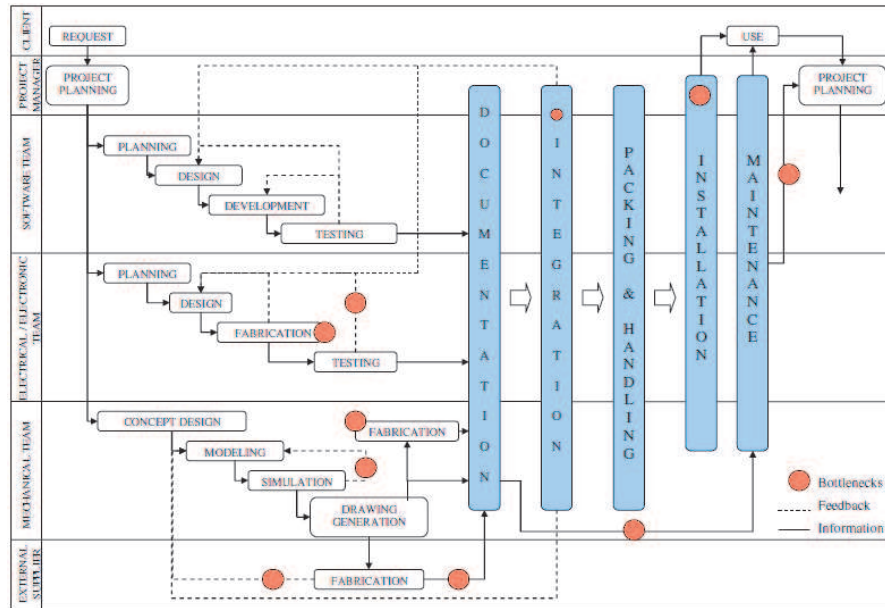 CLIENT
REQUEST
USE
PROJECT
MANAGER
PROJECT
PLANNING
PROJECT
PLANNING
SOFTWARE TEAM
PLANNING
DESIGN
DEVELOPMENT
TESTING
ELECTRICAL / ELECTRONIC
TEAM
PLANNING
DESIGN
FABRICATION
TESTING
MECHANICAL TEAM
CONCEPT DESIGN
MODELING
SIMULATION
DRAWING
GENERATION
FABRICATION
EXTERNAL
SUPPLIER
FABRICATION
DOCUMENTATION
INTEGRATION
PACKING & HANDLING
INSTALLATION
MAINTENANCE
Bottlenecks
Feedback
Information